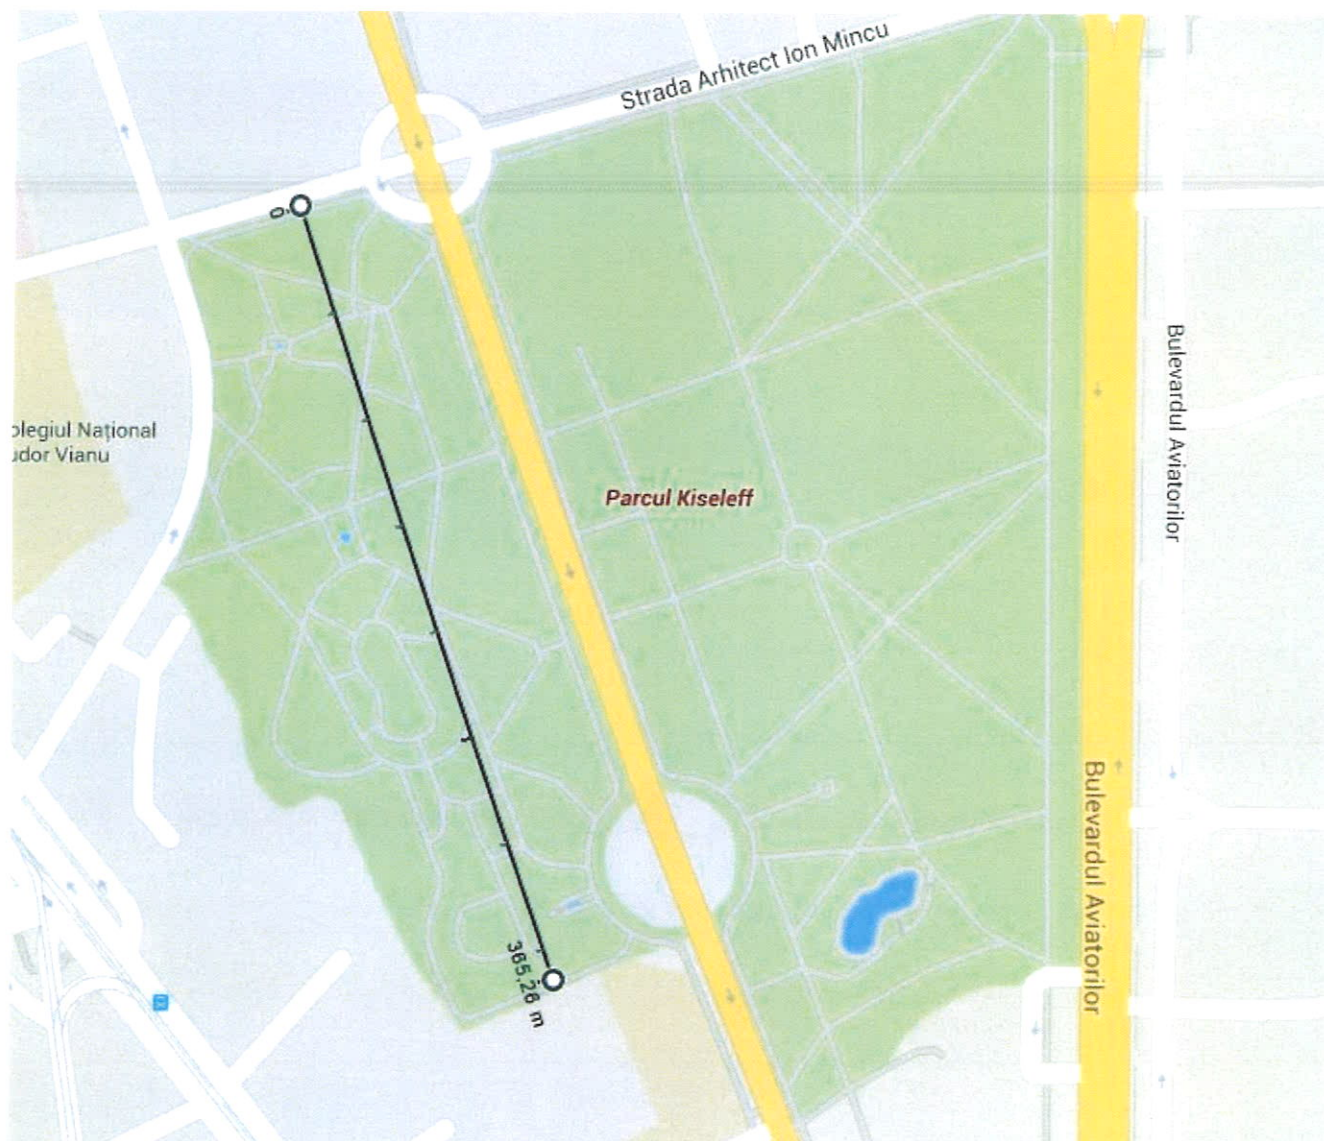 Strada Arhitect Ion Mincu
0
olegiul Național
udor Vianu
Parcul Kiseleff
Bulevardul Aviatorilor
Bulevardul Aviatorilor
365,26 m